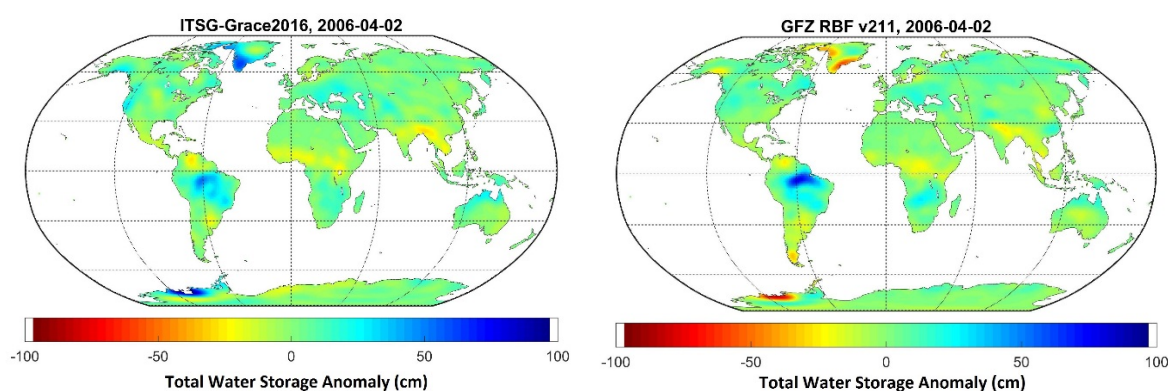 ITSG-Grace2016, 2006-04-02
-100 -50 0 50 100
Total Water Storage Anomaly (cm)
GFZ RBF v211, 2006-04-02
-100 -50 0 50 100
Total Water Storage Anomaly (cm)